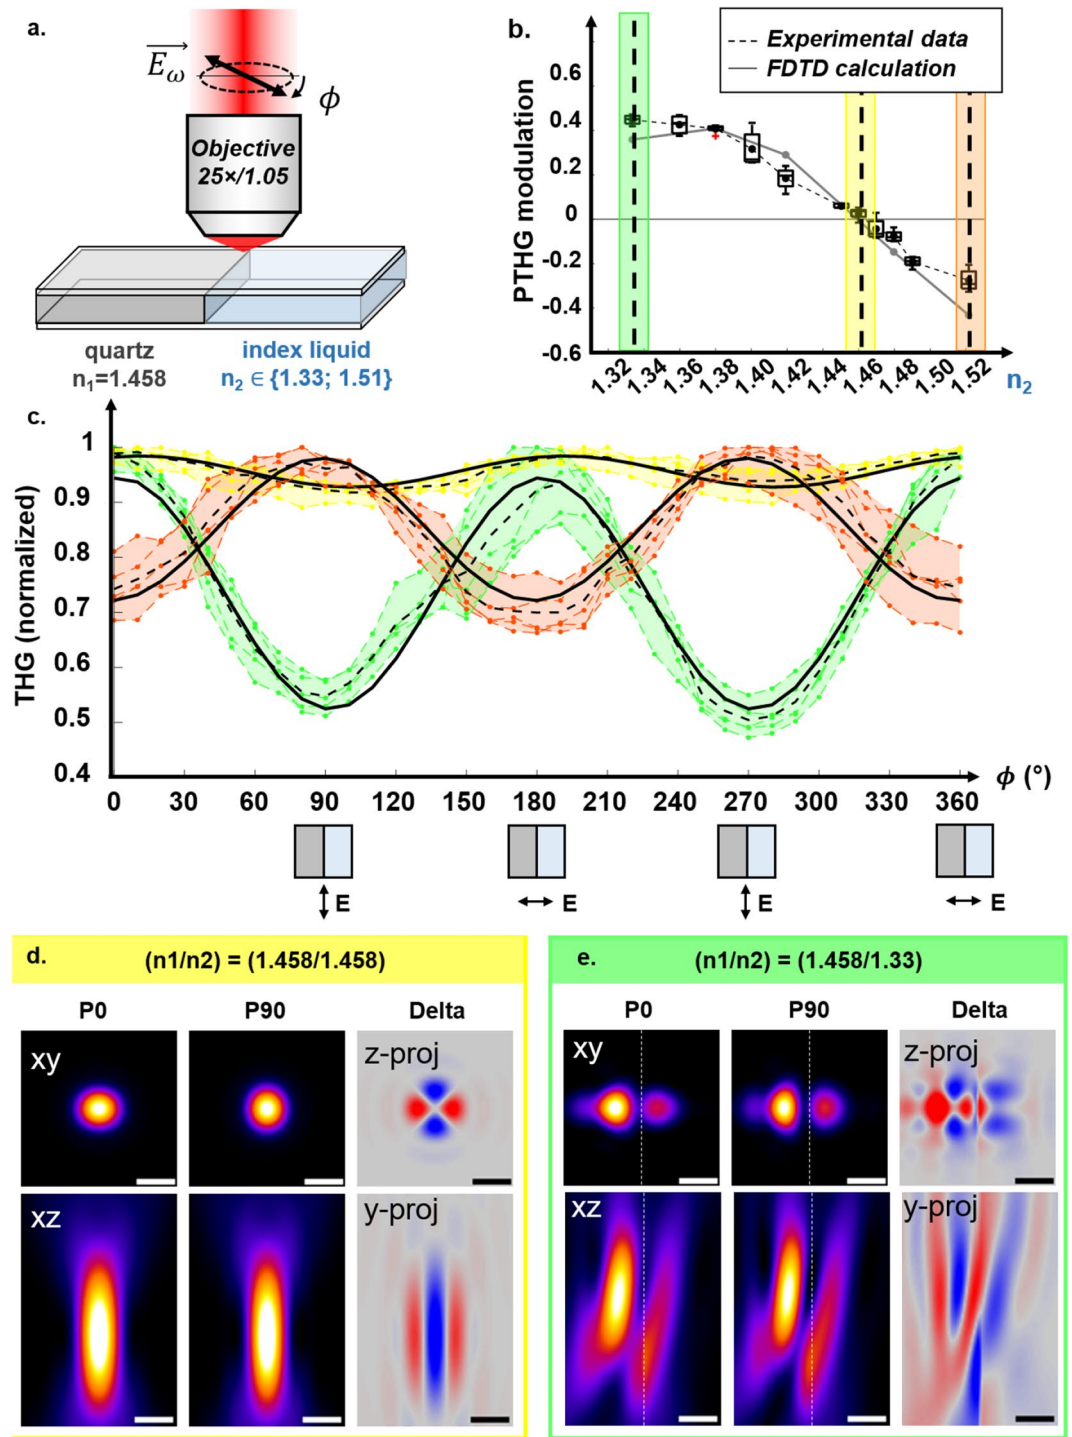 a.
E⃗ω
ϕ
Objective
25×/1.05
quartz
n₁=1.458
index liquid
n₂ ∈ {1.33; 1.51}
b.
Experimental data
FDTD calculation
PTHG modulation
0.6
0.4
0.2
0
-0.2
-0.4
-0.6
1.32 1.34 1.36 1.38 1.40 1.42 1.44 1.46 1.48 1.50 1.52
n₂
c.
THG (normalized)
1
0.9
0.8
0.7
0.6
0.5
0.4
0 30 60 90 120 150 180 210 240 270 300 330 360
ϕ (°)
E E E E
d.
(n1/n2) = (1.458/1.458)
P0 P90 Delta
xy z-proj
xz y-proj
e.
(n1/n2) = (1.458/1.33)
P0 P90 Delta
xy z-proj
xz y-proj